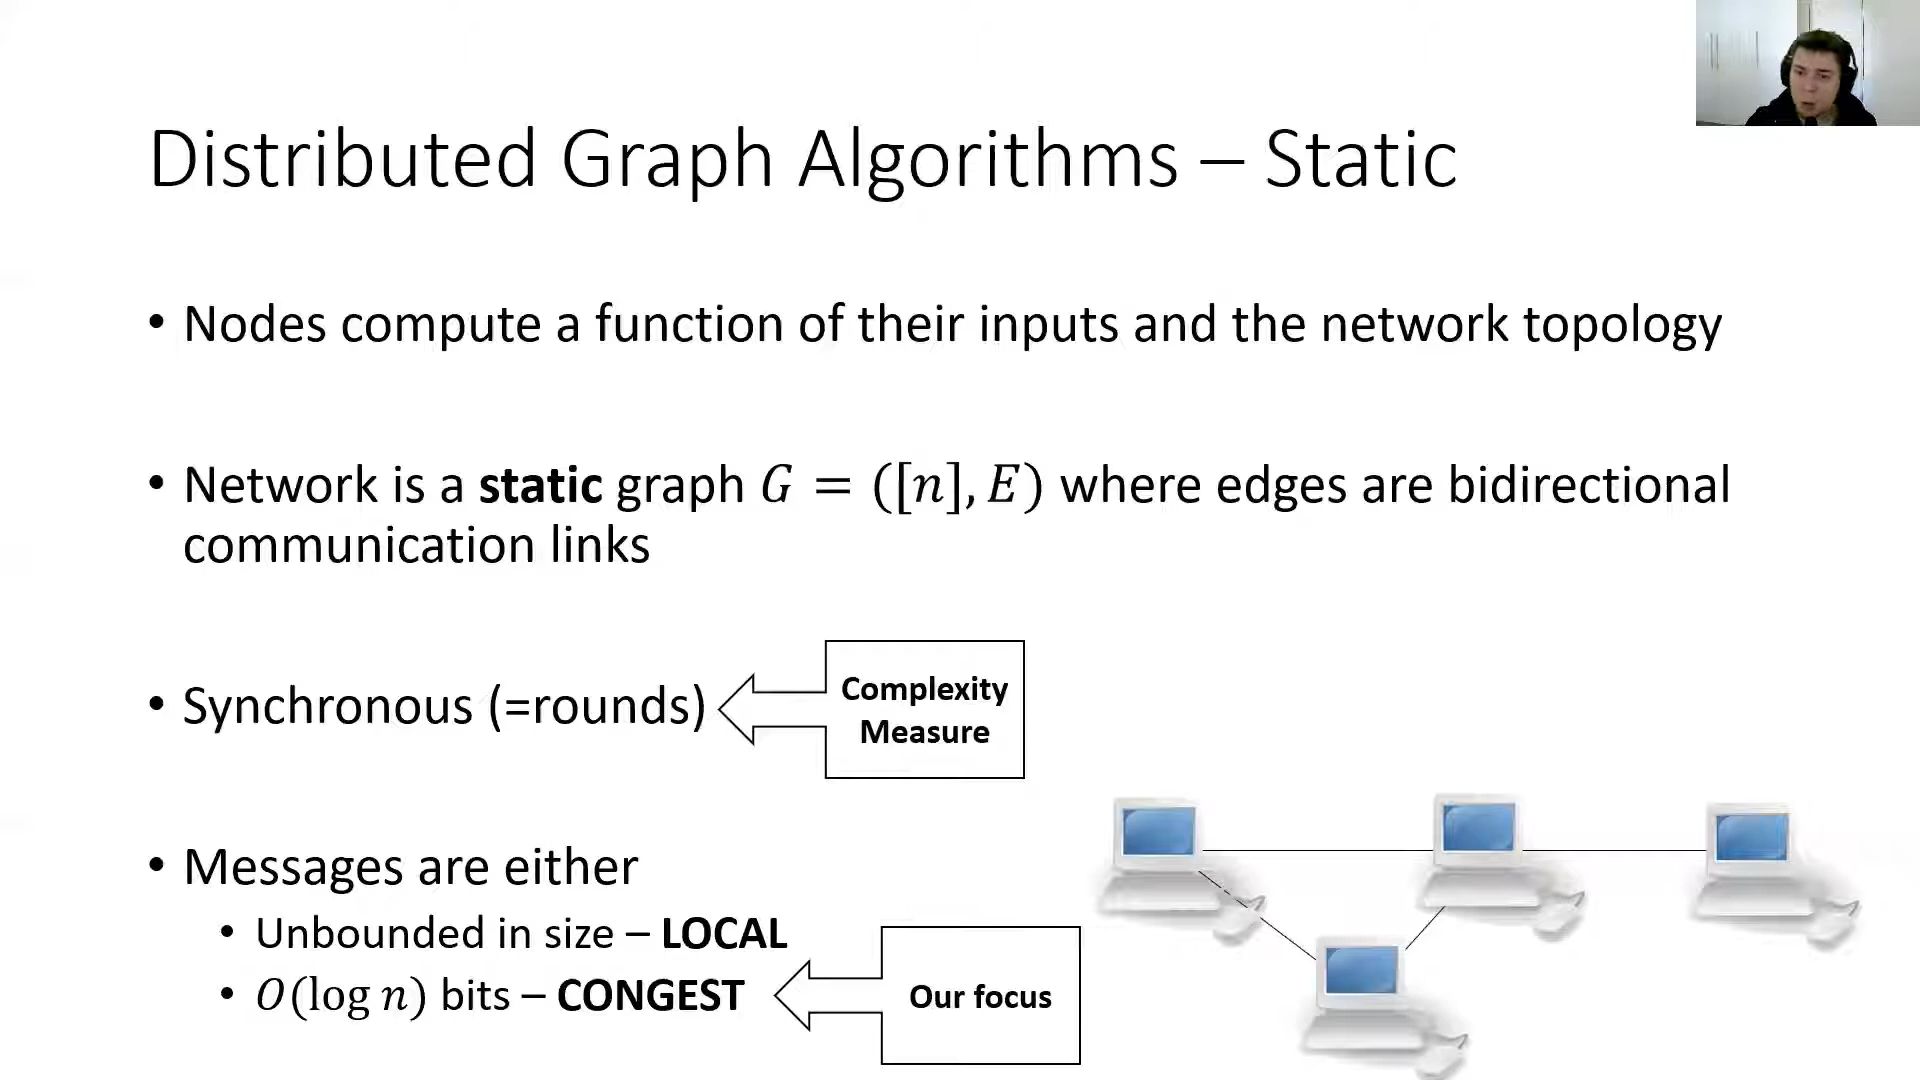 Distributed Graph Algorithms – Static
• Nodes compute a function of their inputs and the network topology
• Network is a static graph G = ([n], E) where edges are bidirectional
communication links
• Synchronous (=rounds)
Complexity
Measure
• Messages are either
• Unbounded in size – LOCAL
• O(log n) bits – CONGEST
Our focus